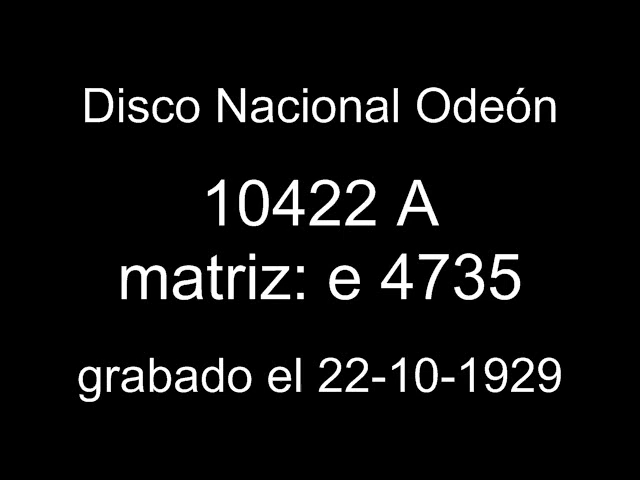 Disco Nacional Odeón
10422 A
matriz: e 4735
grabado el 22-10-1929